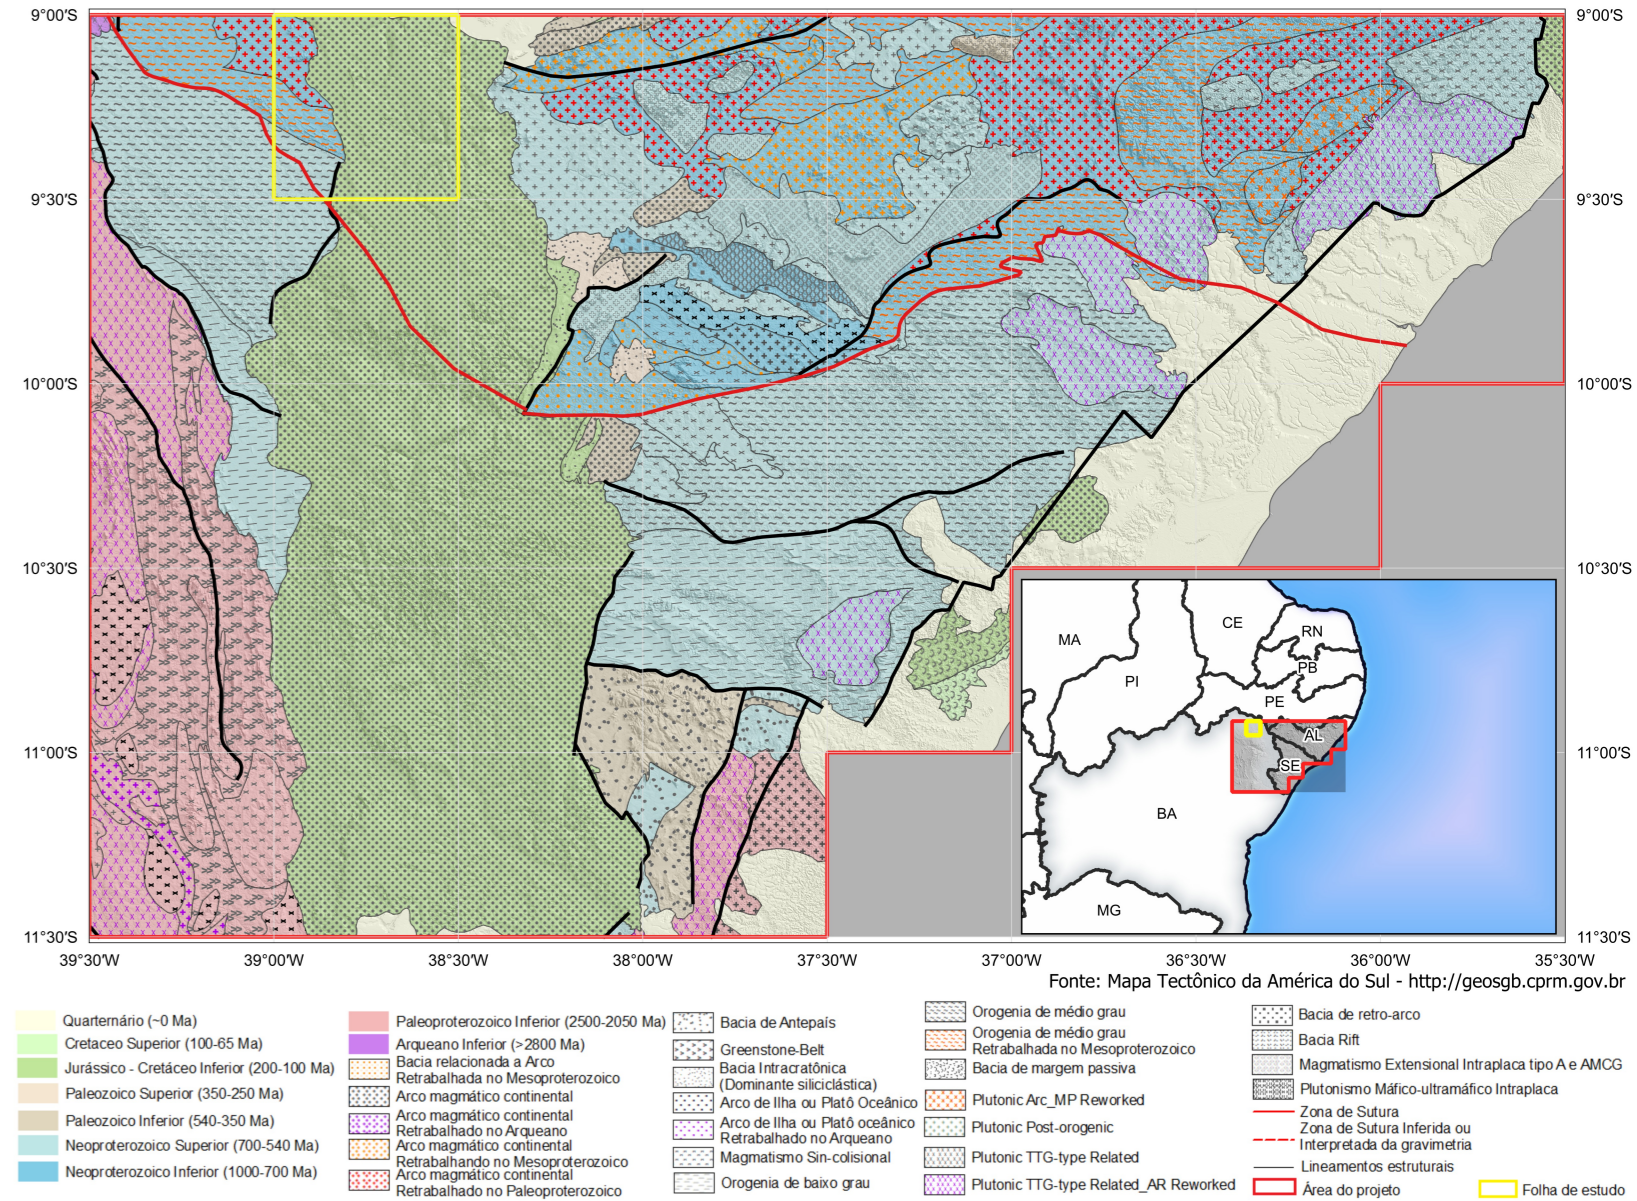 9°00'S
9°00'S
9°30'S
9°30'S
10°00'S
10°00'S
10°30'S
10°30'S
11°00'S
11°00'S
11°30'S
11°30'S
MA
CE
RN
PB
PI
PE
AL
SE
BA
MG
39°30'W
39°00'W
38°30'W
38°00'W
37°30'W
37°00'W
36°30'W
36°00'W
35°30'W
Fonte: Mapa Tectônico da América do Sul - http://geosgb.cprm.gov.br
Quarternário (~0 Ma)
Cretaceo Superior (100-65 Ma)
Jurássico - Cretáceo Inferior (200-100 Ma)
Paleozoico Superior (350-250 Ma)
Paleozoico Inferior (540-350 Ma)
Neoproterozoico Superior (700-540 Ma)
Neoproterozoico Inferior (1000-700 Ma)
Paleoproterozoico Inferior (2500-2050 Ma)
Arqueano Inferior (>2800 Ma)
Bacia relacionada a Arco
Retrabalhada no Mesoproterozoico
Arco magmático continental
Arco magmático continental
Retrabalhado no Arqueano
Arco magmático continental
Retrabalhando no Mesoproterozoico
Arco magmático continental
Retrabalhado no Paleoproterozoico
Bacia de Antepaís
Greenstone-Belt
Bacia Intracratônica
(Dominante siliciclástica)
Arco de Ilha ou Platô Oceânico
Arco de Ilha ou Platô oceânico
Retrabalhado no Arqueano
Magmatismo Sin-colisional
Orogenia de baixo grau
Orogenia de médio grau
Orogenia de médio grau
Retrabalhada no Mesoproterozoico
Bacia de margem passiva
Plutonic Arc_MP Reworked
Plutonic Post-orogenic
Plutonic TTG-type Related
Plutonic TTG-type Related_AR Reworked
Bacia de retro-arco
Bacia Rift
Magmatismo Extensional Intraplaca tipo A e AMCG
Plutonismo Máfico-ultramáfico Intraplaca
Zona de Sutura
Zona de Sutura Inferida ou
Interpretada da gravimetria
Lineamentos estruturais
Área do projeto
Folha de estudo